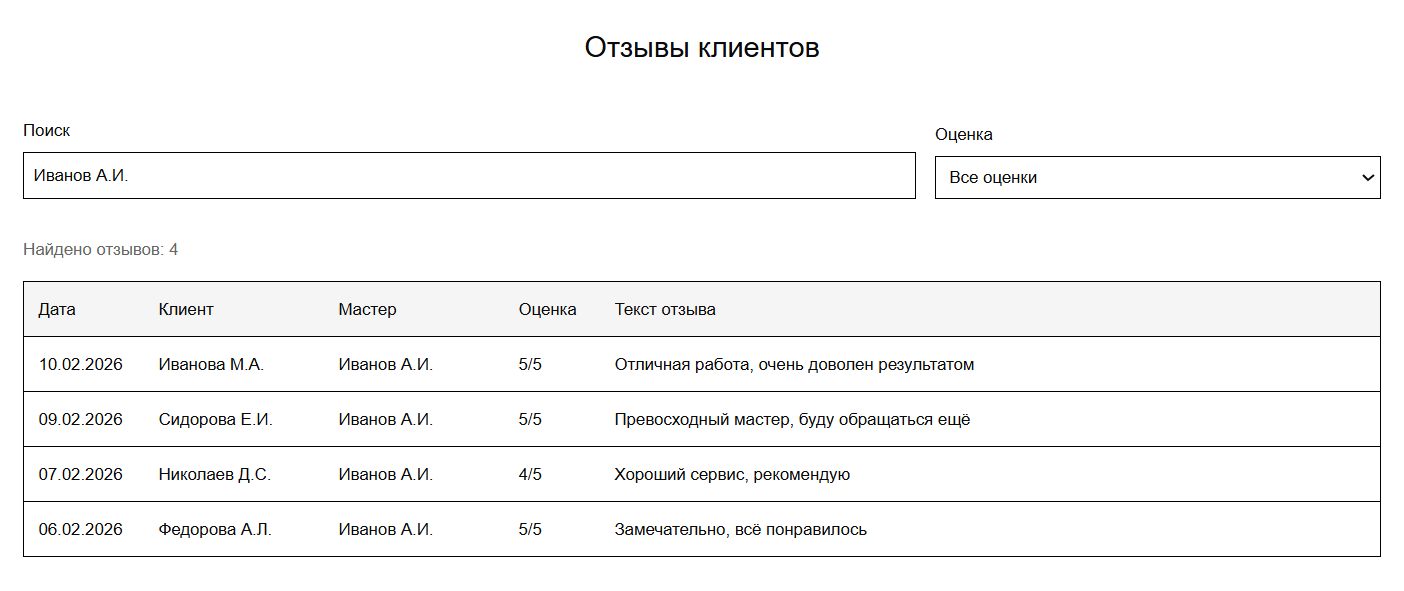 Отзывы клиентов
Поиск
Оценка
Иванов А.И.
Все оценки
Найдено отзывов: 4
Дата Клиент Мастер Оценка Текст отзыва
10.02.2026 Иванова М.А. Иванов А.И. 5/5 Отличная работа, очень доволен результатом
09.02.2026 Сидорова Е.И. Иванов А.И. 5/5 Превосходный мастер, буду обращаться ещё
07.02.2026 Николаев Д.С. Иванов А.И. 4/5 Хороший сервис, рекомендую
06.02.2026 Федорова А.Л. Иванов А.И. 5/5 Замечательно, всё понравилось